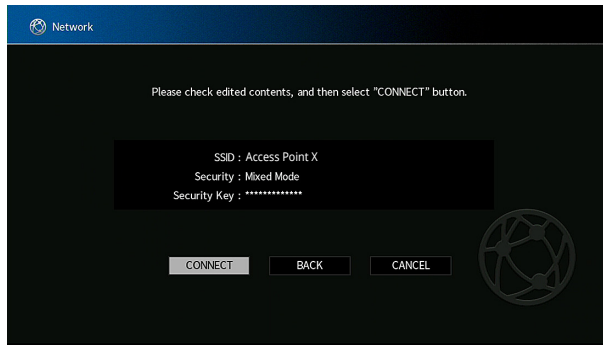 Network
Please check edited contents, and then select "CONNECT" button.
SSID : Access Point X
Security : Mixed Mode
Security Key : *************
CONNECT BACK CANCEL